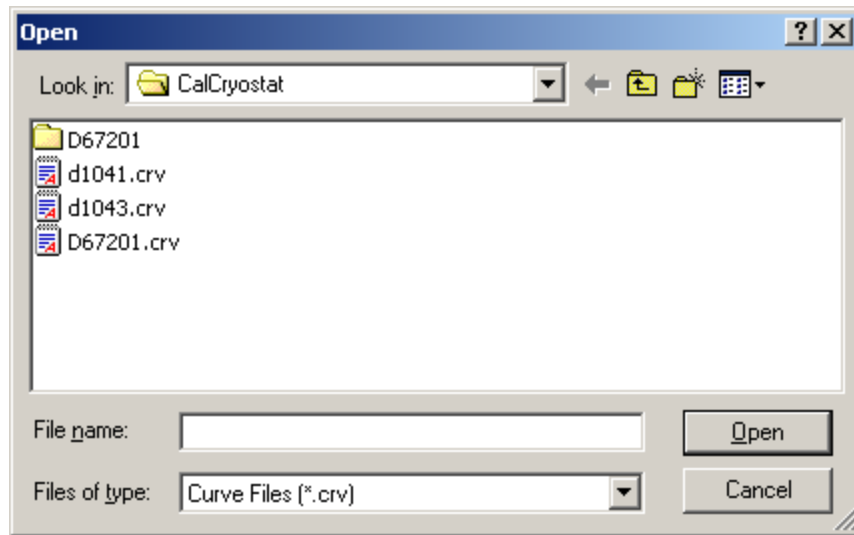 Open
Look in: CalCryostat
D67201
d1041.crv
d1043.crv
D67201.crv
File name: Open
Files of type: Curve Files (*.crv) Cancel